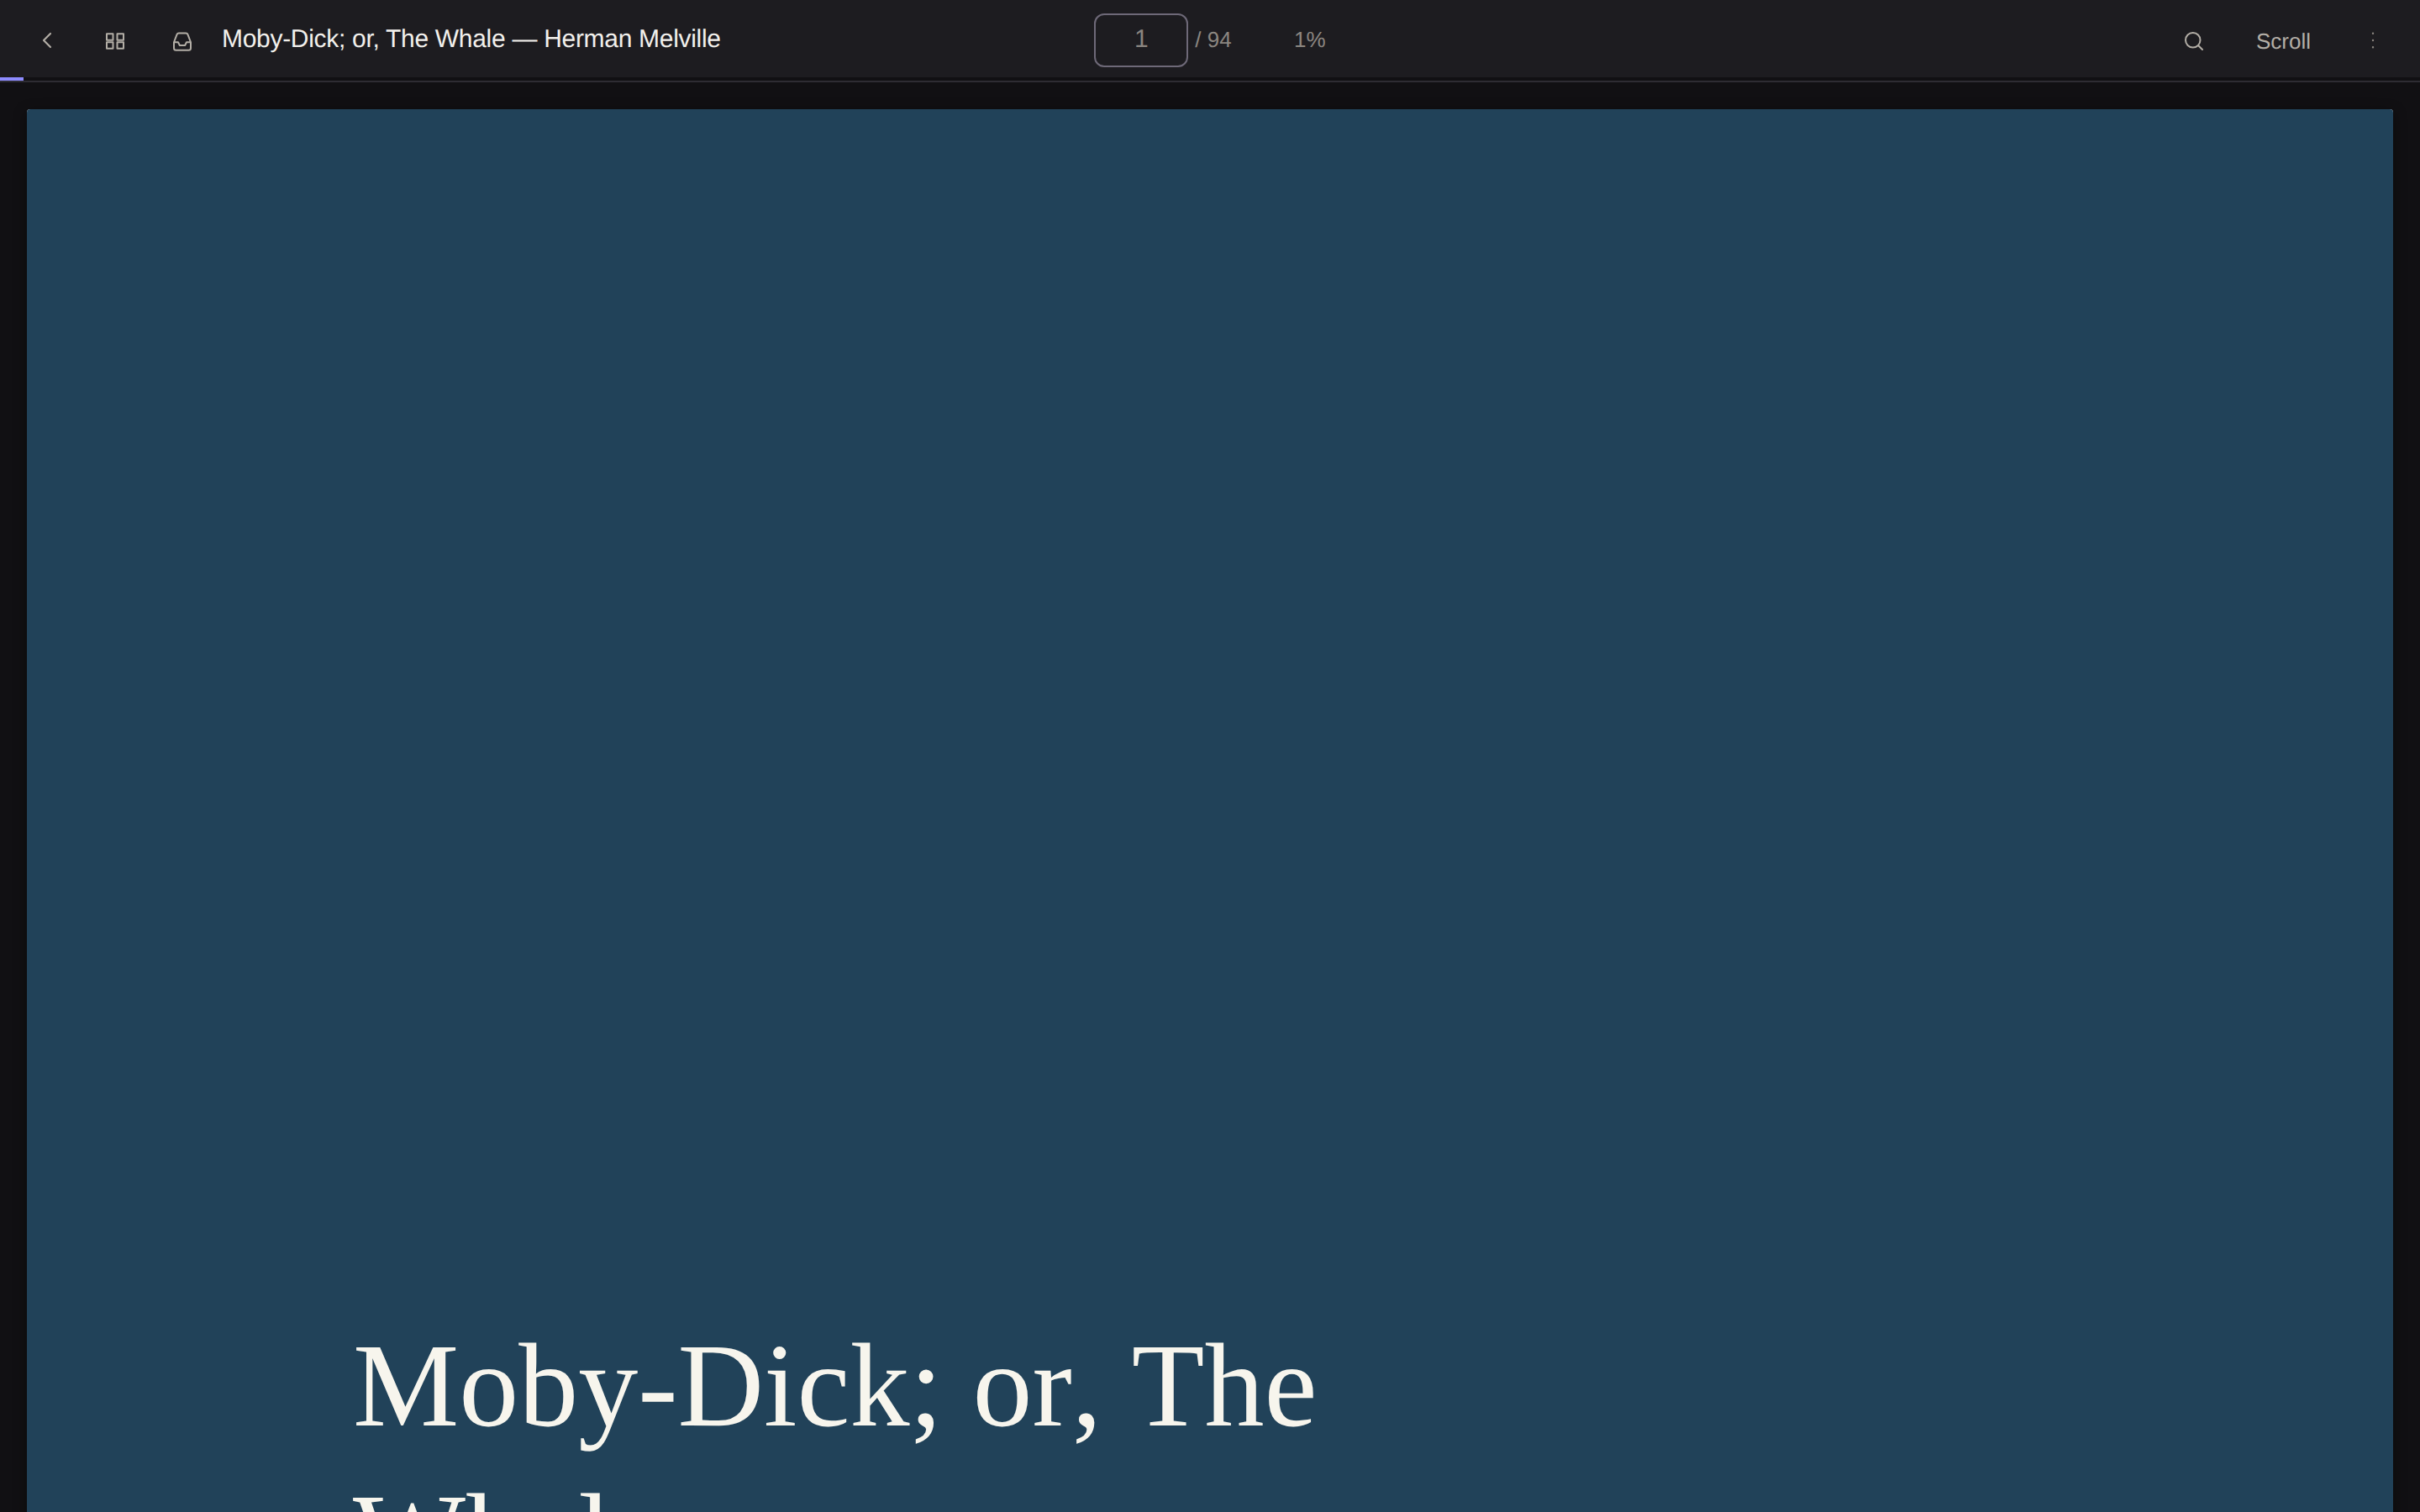 Moby-Dick; or, The Whale — Herman Melville
1 / 94 1%
Scroll
Moby-Dick; or, The